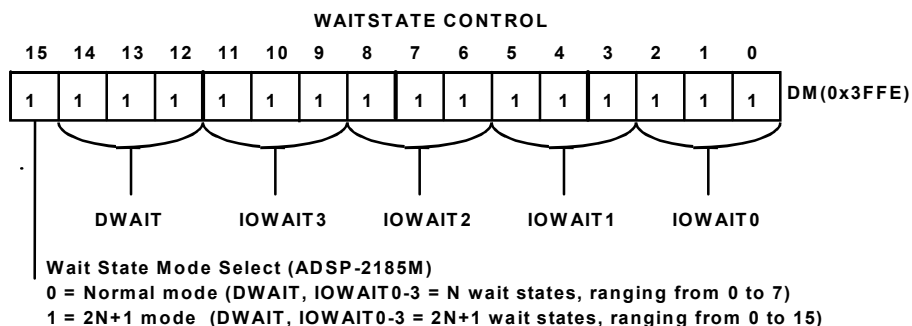 WAITSTATE CONTROL
15 14 13 12 11 10 9 8 7 6 5 4 3 2 1 0
1 1 1 1 1 1 1 1 1 1 1 1 1 1 1 1 DM(0x3FFE)
DWAIT IOWAIT3 IOWAIT2 IOWAIT1 IOWAIT0
Wait State Mode Select (ADSP-2185M)
0 = Normal mode (DWAIT, IOWAIT0-3 = N wait states, ranging from 0 to 7)
1 = 2N+1 mode (DWAIT, IOWAIT0-3 = 2N+1 wait states, ranging from 0 to 15)